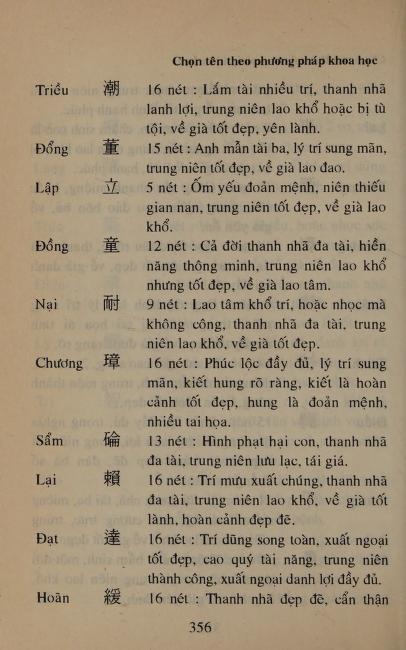 Chọn tên theo phương pháp khoa học
Triều 潮 16 nét : Lắm tài nhiều trí, thanh nhã
lanh lợi, trung niên lao khổ hoặc bị tù
tội, về già tốt đẹp, yên lành.
Đổng 董 15 nét : Anh mẫn tài ba, lý trí sung mãn,
trung niên tốt đẹp, về già lao đao.
Lập 立 5 nét : Ốm yếu đoản mệnh, niên thiếu
gian nan, trung niên tốt đẹp, về già lao
khổ.
Đồng 童 12 nét : Cả đời thanh nhã đa tài, hiền
năng thông minh, trung niên lao khổ
nhưng tốt đẹp, về già lao tâm.
Nại 耐 9 nét : Lao tâm khổ trí, hoặc nhọc mà
không công, thanh nhã đa tài, trung
niên lao khổ, về già tốt đẹp.
Chương 璋 16 nét : Phúc lộc đầy đủ, lý trí sung
mãn, kiết hung rõ ràng, kiết là hoàn
cảnh tốt đẹp, hung là đoản mệnh,
nhiều tai họa.
Sẩm 碖 13 nét : Hình phạt hại con, thanh nhã
đa tài, trung niên lưu lạc, tái giá.
Lại 賴 16 nét : Trí mưu xuất chúng, thanh nhã
đa tài, trung niên lao khổ, về già tốt
lành, hoàn cảnh đẹp đẽ.
Đạt 達 16 nét : Trí dũng song toàn, xuất ngoại
tốt đẹp, cao quý tài năng, trung niên
thành công, xuất ngoại danh lợi đầy đủ.
Hoãn 緩 16 nét : Thanh nhã đẹp đẽ, cẩn thận
356